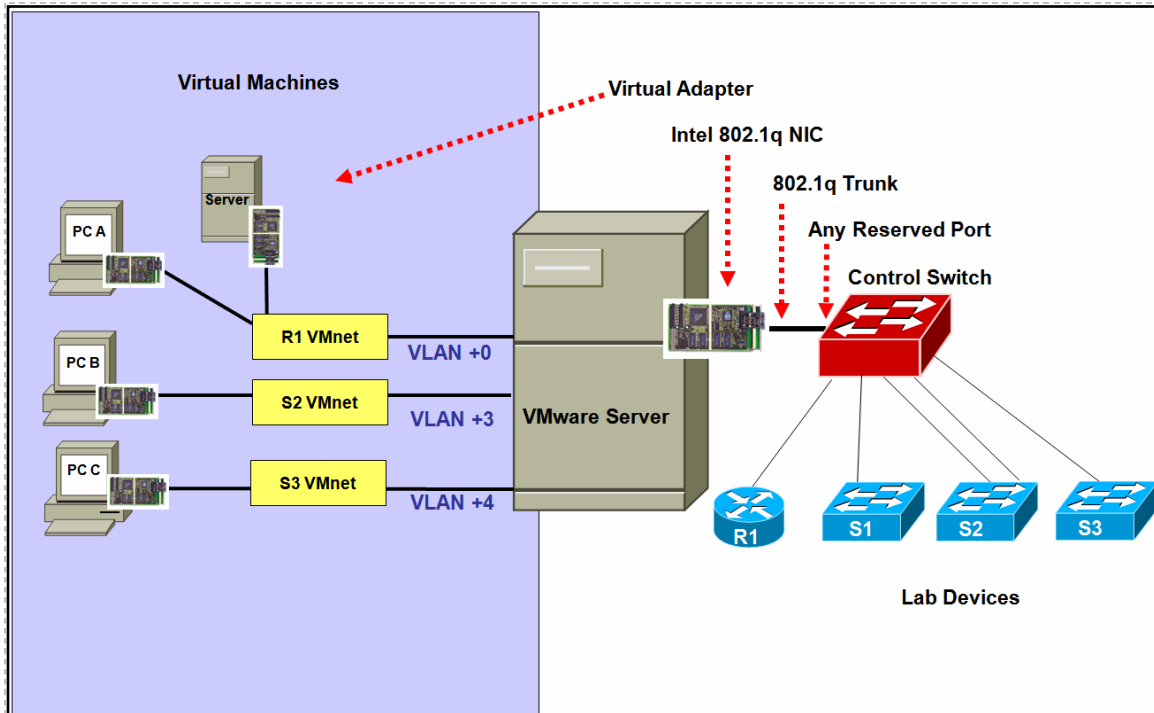 Virtual Machines
Virtual Adapter
Intel 802.1q NIC
802.1q Trunk
Any Reserved Port
Control Switch
Server
PC A
R1 VMnet
VLAN +0
PC B
S2 VMnet
VLAN +3
VMware Server
PC C
S3 VMnet
VLAN +4
R1
S1
S2
S3
Lab Devices